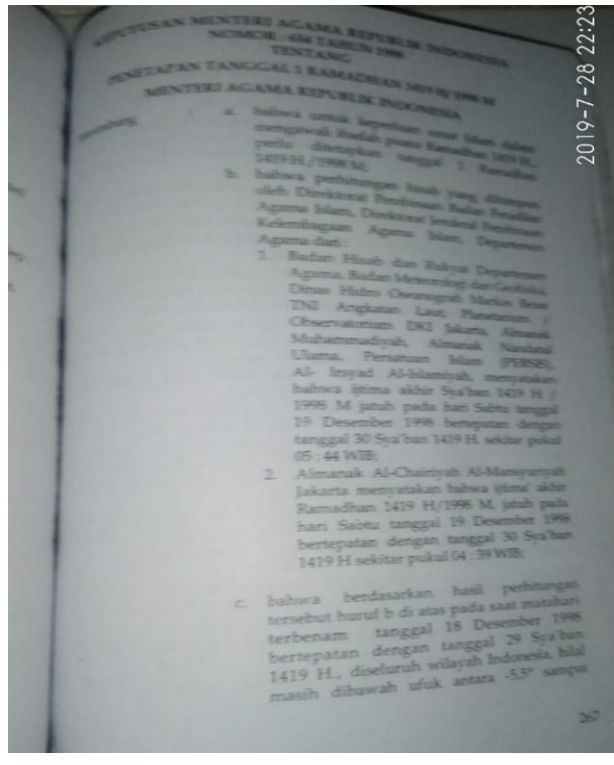 KEPUTUSAN MENTERI AGAMA REPUBLIK INDONESIA
NOMOR : TAHUN 1998
TENTANG
PENETAPAN TANGGAL 1 RAMADHAN 1419 H/ 1998 M
MENTERI AGAMA REPUBLIK INDONESIA
menimbang : a. bahwa untuk keperluan umat Islam dalam
mengawali ibadah puasa Ramadhan 1419 H.,
perlu ditetapkan tanggal 1 Ramadhan
1419 H./1998 M;
b. bahwa perhitungan hisab yang dihimpun
oleh Direktorat Pembinaan Badan Peradilan
Agama Islam, Direktorat Jenderal Pembinaan
Kelembagaan Agama Islam, Departemen
Agama dari :
1. Badan Hisab dan Rukyat Departemen
Agama, Badan Meteorologi dan Geofisika,
Dinas Hidro Oseanografi Markas Besar
TNI Angkatan Laut, Planetarium /
Observatorium DKI Jakarta, Almanak
Muhammadiyah, Almanak Nahdatul
Ulama, Persatuan Islam (PERSIS),
Al- Irsyad Al-Islamiyah, menyatakan
bahwa ijtima akhir Sya'ban 1419 H /
1998 M jatuh pada hari Sabtu tanggal
19 Desember 1998 bertepatan dengan
tanggal 30 Sya'ban 1419 H. sekitar pukul
05 : 44 WIB;
2. Almanak Al-Chairiyah Al-Mansyuriyah
Jakarta menyatakan bahwa ijtima' akhir
Ramadhan 1419 H/1998 M, jatuh pada
hari Sabtu tanggal 19 Desember 1998
bertepatan dengan tanggal 30 Sya'ban
1419 H sekitar pukul 04 : 39 WIB;
c. bahwa berdasarkan hasil perhitungan
tersebut huruf b di atas pada saat matahari
terbenam tanggal 18 Desember 1998
bertepatan dengan tanggal 29 Sya'ban
1419 H., diseluruh wilayah Indonesia, hilal
masih dibawah ufuk antara -5,5° sampai
267
2019-7-28 22:23